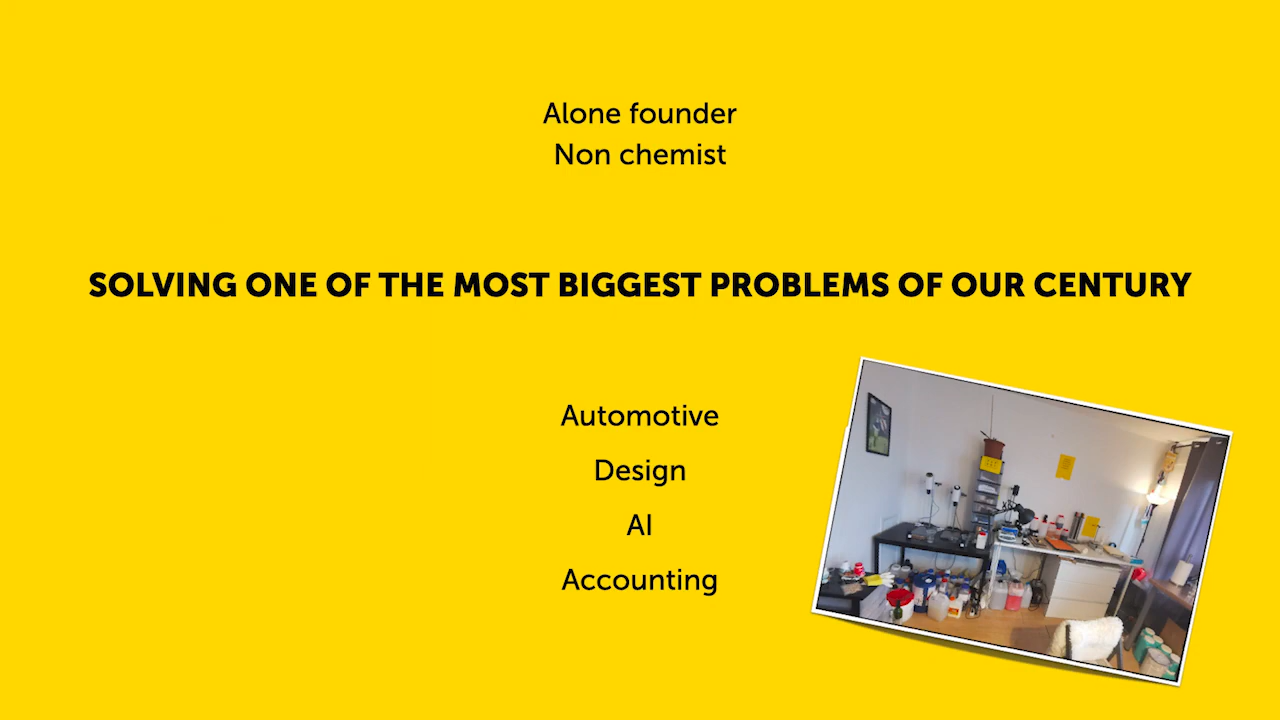 Alone founder
Non chemist
SOLVING ONE OF THE MOST BIGGEST PROBLEMS OF OUR CENTURY
Automotive
Design
AI
Accounting